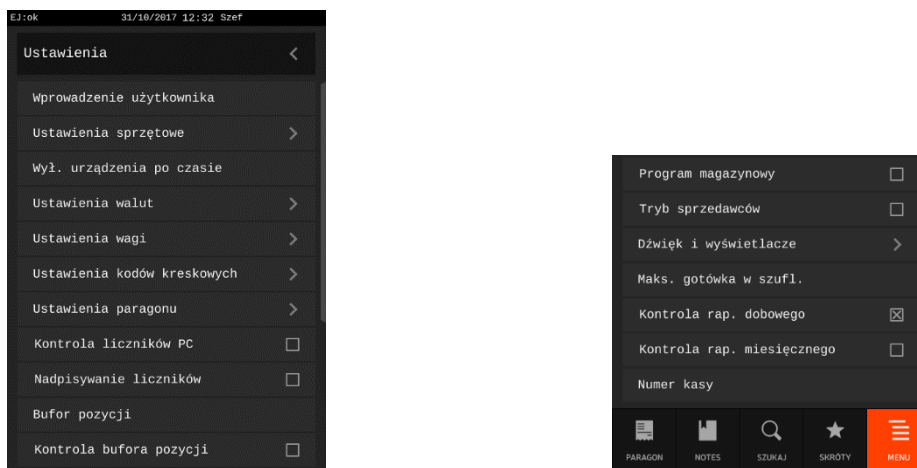 EJ:ok 31/10/2017 12:32 Szef
Ustawienia
Wprowadzenie użytkownika
Ustawienia sprzętowe
Wył. urządzenia po czasie
Ustawienia walut
Ustawienia wagi
Ustawienia kodów kreskowych
Ustawienia paragonu
Kontrola liczników PC
Nadpisywanie liczników
Bufor pozycji
Kontrola bufora pozycji
Program magazynowy
Tryb sprzedawców
Dźwięk i wyświetlacze
Maks. gotówka w szufl.
Kontrola rap. dobowego
Kontrola rap. miesięcznego
Numer kasy
PARAGON NOTES SZUKAJ SKRÓTY MENU